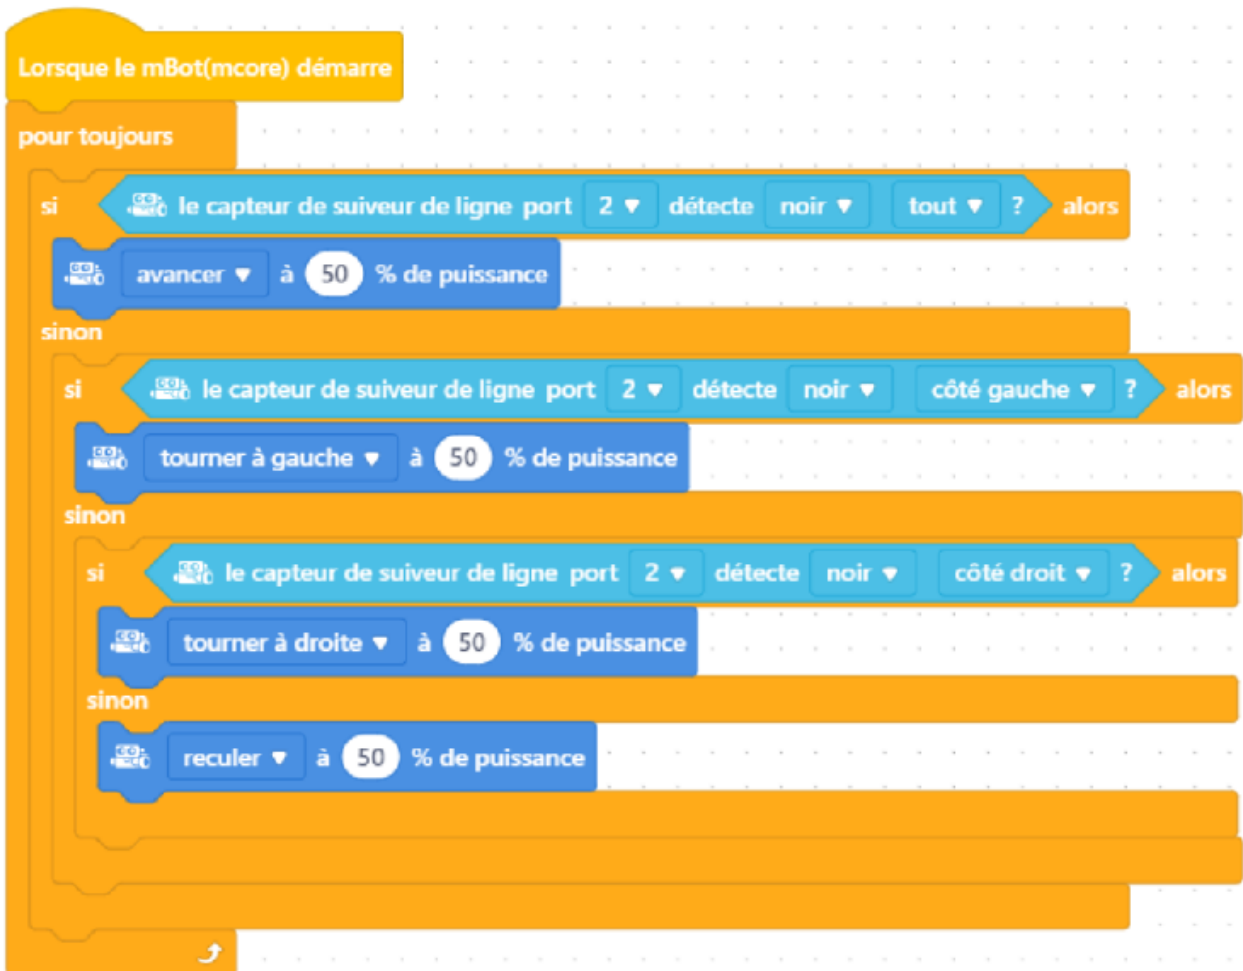 Lorsque le mBot(mcore) démarre
pour toujours
si le capteur de suiveur de ligne port 2 détecte noir tout ? alors
avancer à 50 % de puissance
sinon
si le capteur de suiveur de ligne port 2 détecte noir côté gauche ? alors
tourner à gauche à 50 % de puissance
sinon
si le capteur de suiveur de ligne port 2 détecte noir côté droit ? alors
tourner à droite à 50 % de puissance
sinon
reculer à 50 % de puissance